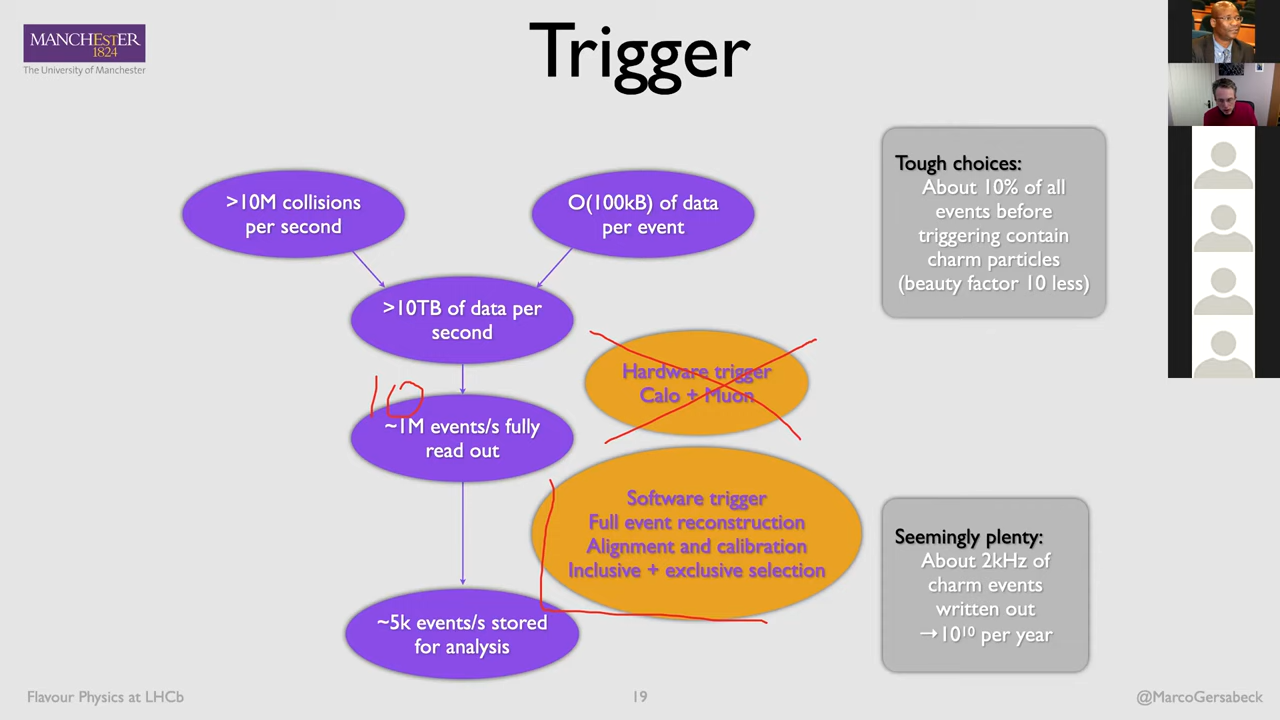 MANCHESTER
1824
The University of Manchester
Trigger
>10M collisions
per second
O(100kB) of data
per event
>10TB of data per
second
10
~1M events/s fully
read out
~5k events/s stored
for analysis
Hardware trigger
Calo + Muon
Software trigger
Full event reconstruction
Alignment and calibration
Inclusive + exclusive selection
Tough choices:
About 10% of all
events before
triggering contain
charm particles
(beauty factor 10 less)
Seemingly plenty:
About 2kHz of
charm events
written out
→10¹⁰ per year
Flavour Physics at LHCb
19
@MarcoGersabeck